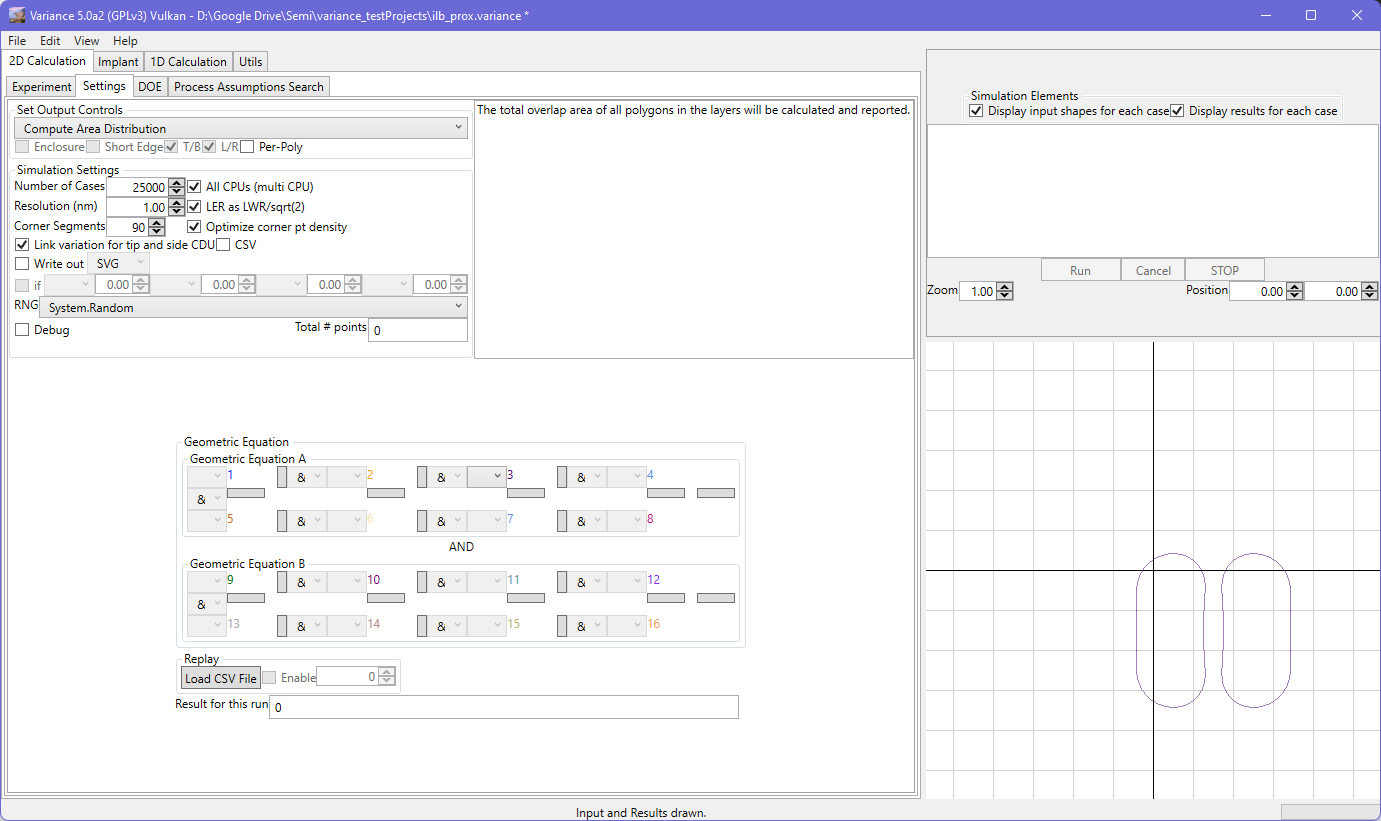 Variance 5.0a2 (GPLv3) Vulkan - D:\Google Drive\Semi\variance_testProjects\ilb_prox.variance *
File Edit View Help
2D Calculation Implant 1D Calculation Utils
Experiment Settings DOE Process Assumptions Search
Set Output Controls
Compute Area Distribution
Enclosure Short Edge T/B L/R Per-Poly
Simulation Settings
Number of Cases 25000 All CPUs (multi CPU)
Resolution (nm) 1.00 LER as LWR/sqrt(2)
Corner Segments 90 Optimize corner pt density
Link variation for tip and side CDU CSV
Write out SVG
if 0.00 0.00 0.00 0.00
RNG System.Random
Debug Total # points 0
The total overlap area of all polygons in the layers will be calculated and reported.
Geometric Equation
Geometric Equation A
1 & 2 & 3 & 4
&
5 & 6 & 7 & 8
AND
Geometric Equation B
9 & 10 & 11 & 12
&
13 & 14 & 15 & 16
Replay
Load CSV File Enable 0
Result for this run 0
Simulation Elements
Display input shapes for each case Display results for each case
Run Cancel STOP
Zoom 1.00 Position 0.00 0.00
Input and Results drawn.